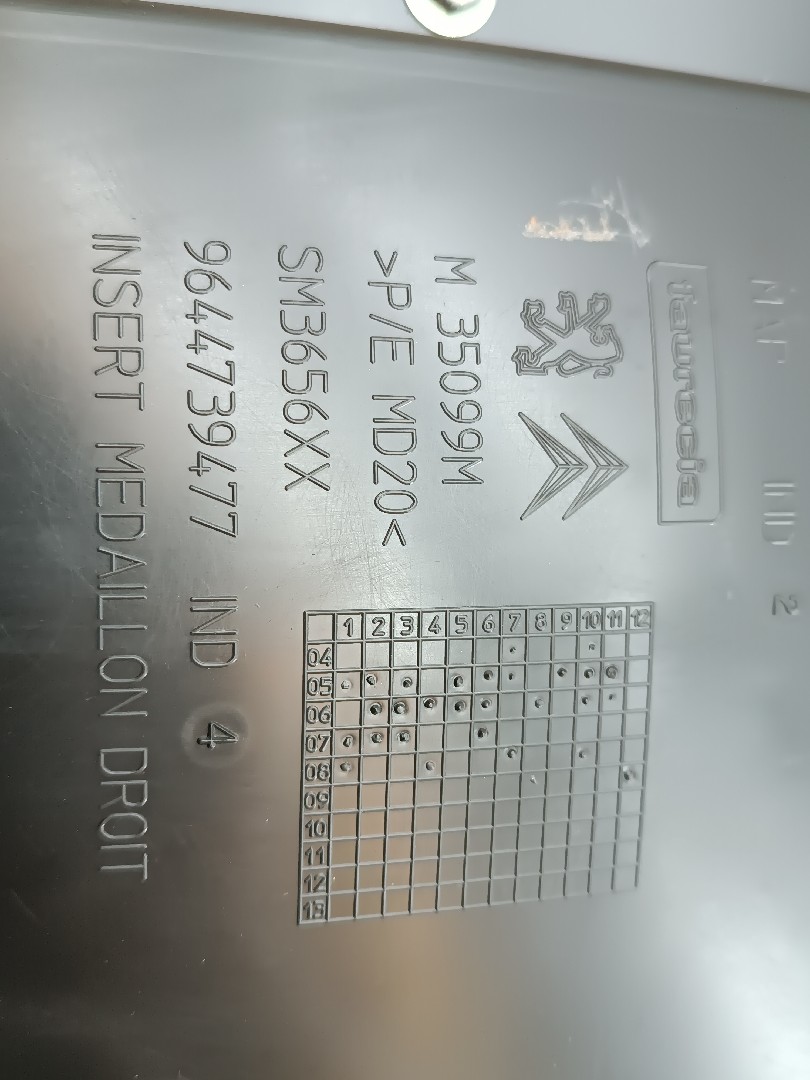 faurecia
M 35099M
>P/E MD20<
SM3656XX
9644739477 IND 4
INSERT MEDAILLON DROIT
1 2 3 4 5 6 7 8 9 10 11 12
04
05
06
07
08
09
10
11
12
13